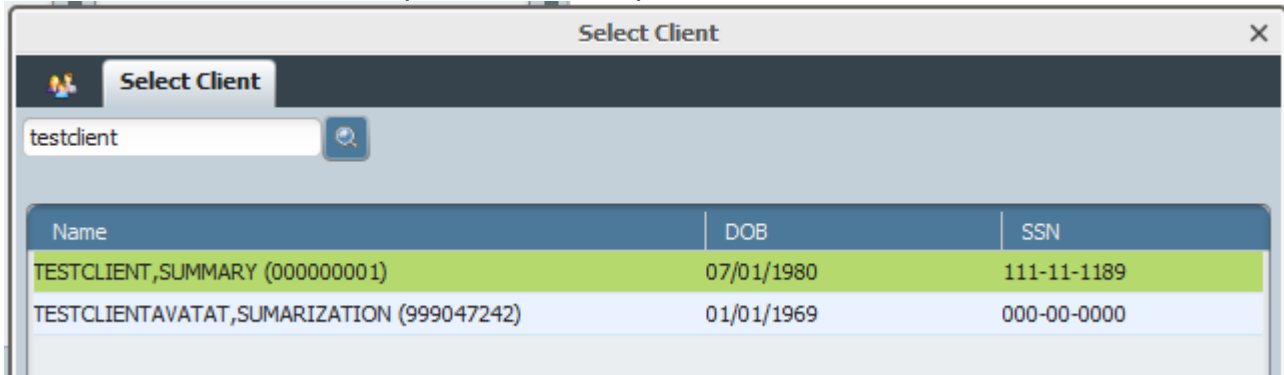 Select Client
Select Client
testclient
Name DOB SSN
TESTCLIENT,SUMMARY (000000001) 07/01/1980 111-11-1189
TESTCLIENTAVATAT,SUMARIZATION (999047242) 01/01/1969 000-00-0000